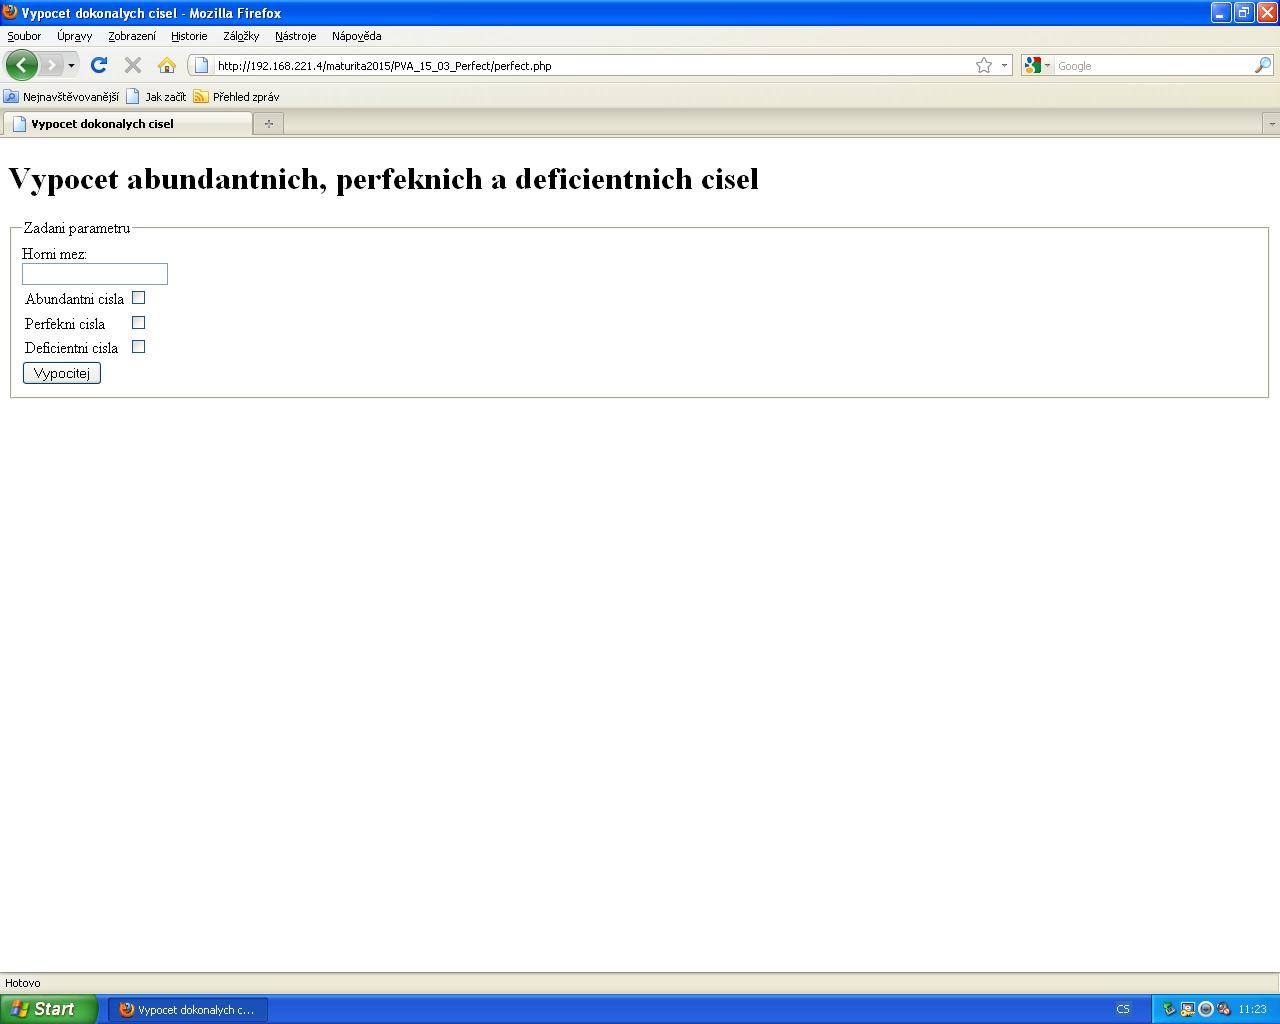 Vypocet dokonalych cisel - Mozilla Firefox
Soubor Úpravy Zobrazení Historie Záložky Nástroje Nápověda
http://192.168.221.4/maturita2015/PVA_15_03_Perfect/perfect.php Google
Nejnavštěvovanější Jak začít Přehled zpráv
Vypocet dokonalych cisel
Vypocet abundantnich, perfeknich a deficientnich cisel
Zadani parametru
Horni mez:
Abundantni cisla
Perfekni cisla
Deficientni cisla
Vypocitej
Hotovo
Start Vypocet dokonalych c... CS 11:23